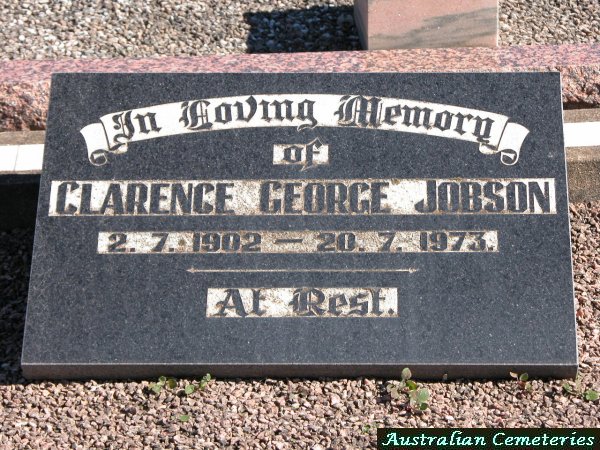 In Loving Memory
of
CLARENCE GEORGE JOBSON
2. 7. 1902 — 20. 7. 1973.
At Rest.
Australian Cemeteries